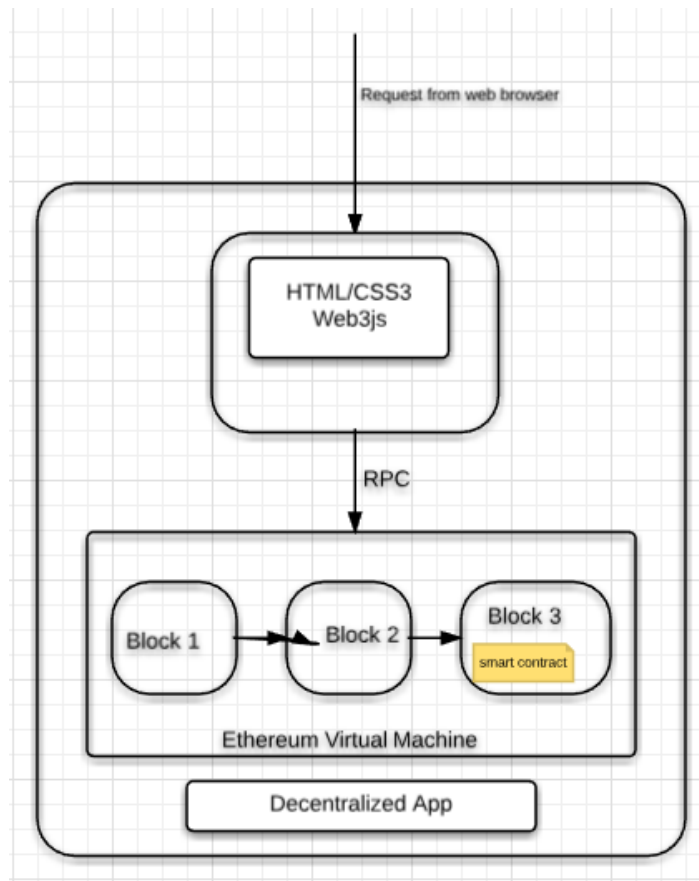 Request from web browser
HTML/CSS3
Web3js
RPC
Block 1
Block 2
Block 3
smart contract
Ethereum Virtual Machine
Decentralized App